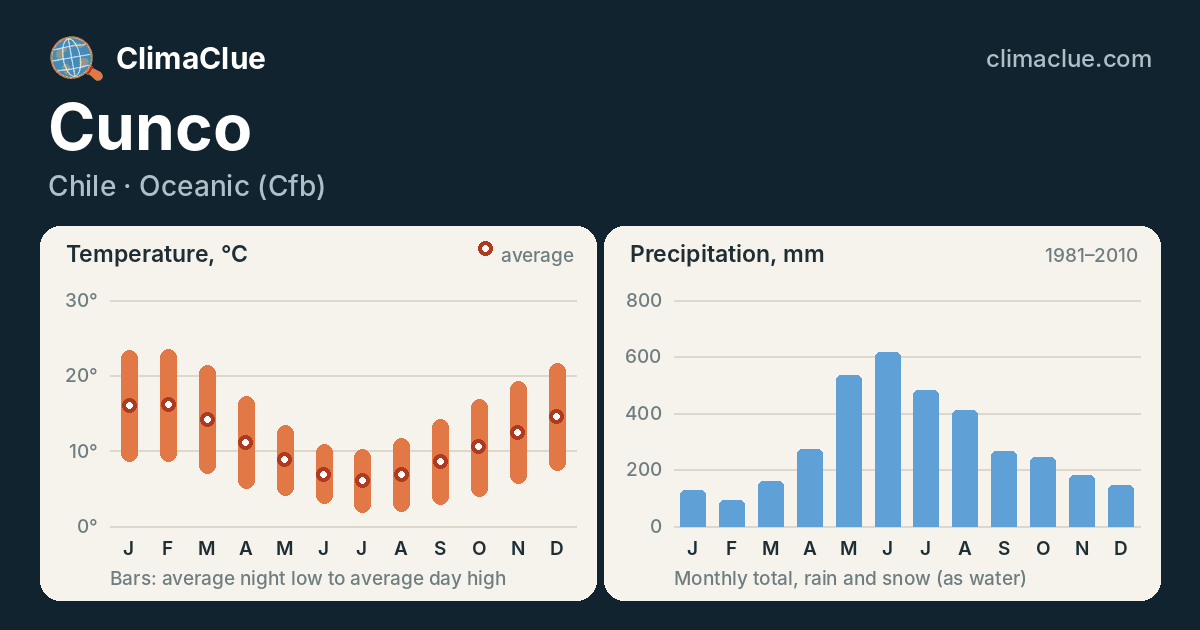 ClimaClue
climaclue.com
Cunco
Chile · Oceanic (Cfb)
Temperature, °C
average
30°
20°
10°
0°
J F M A M J J A S O N D
Bars: average night low to average day high
Precipitation, mm
1981–2010
800
600
400
200
0
J F M A M J J A S O N D
Monthly total, rain and snow (as water)